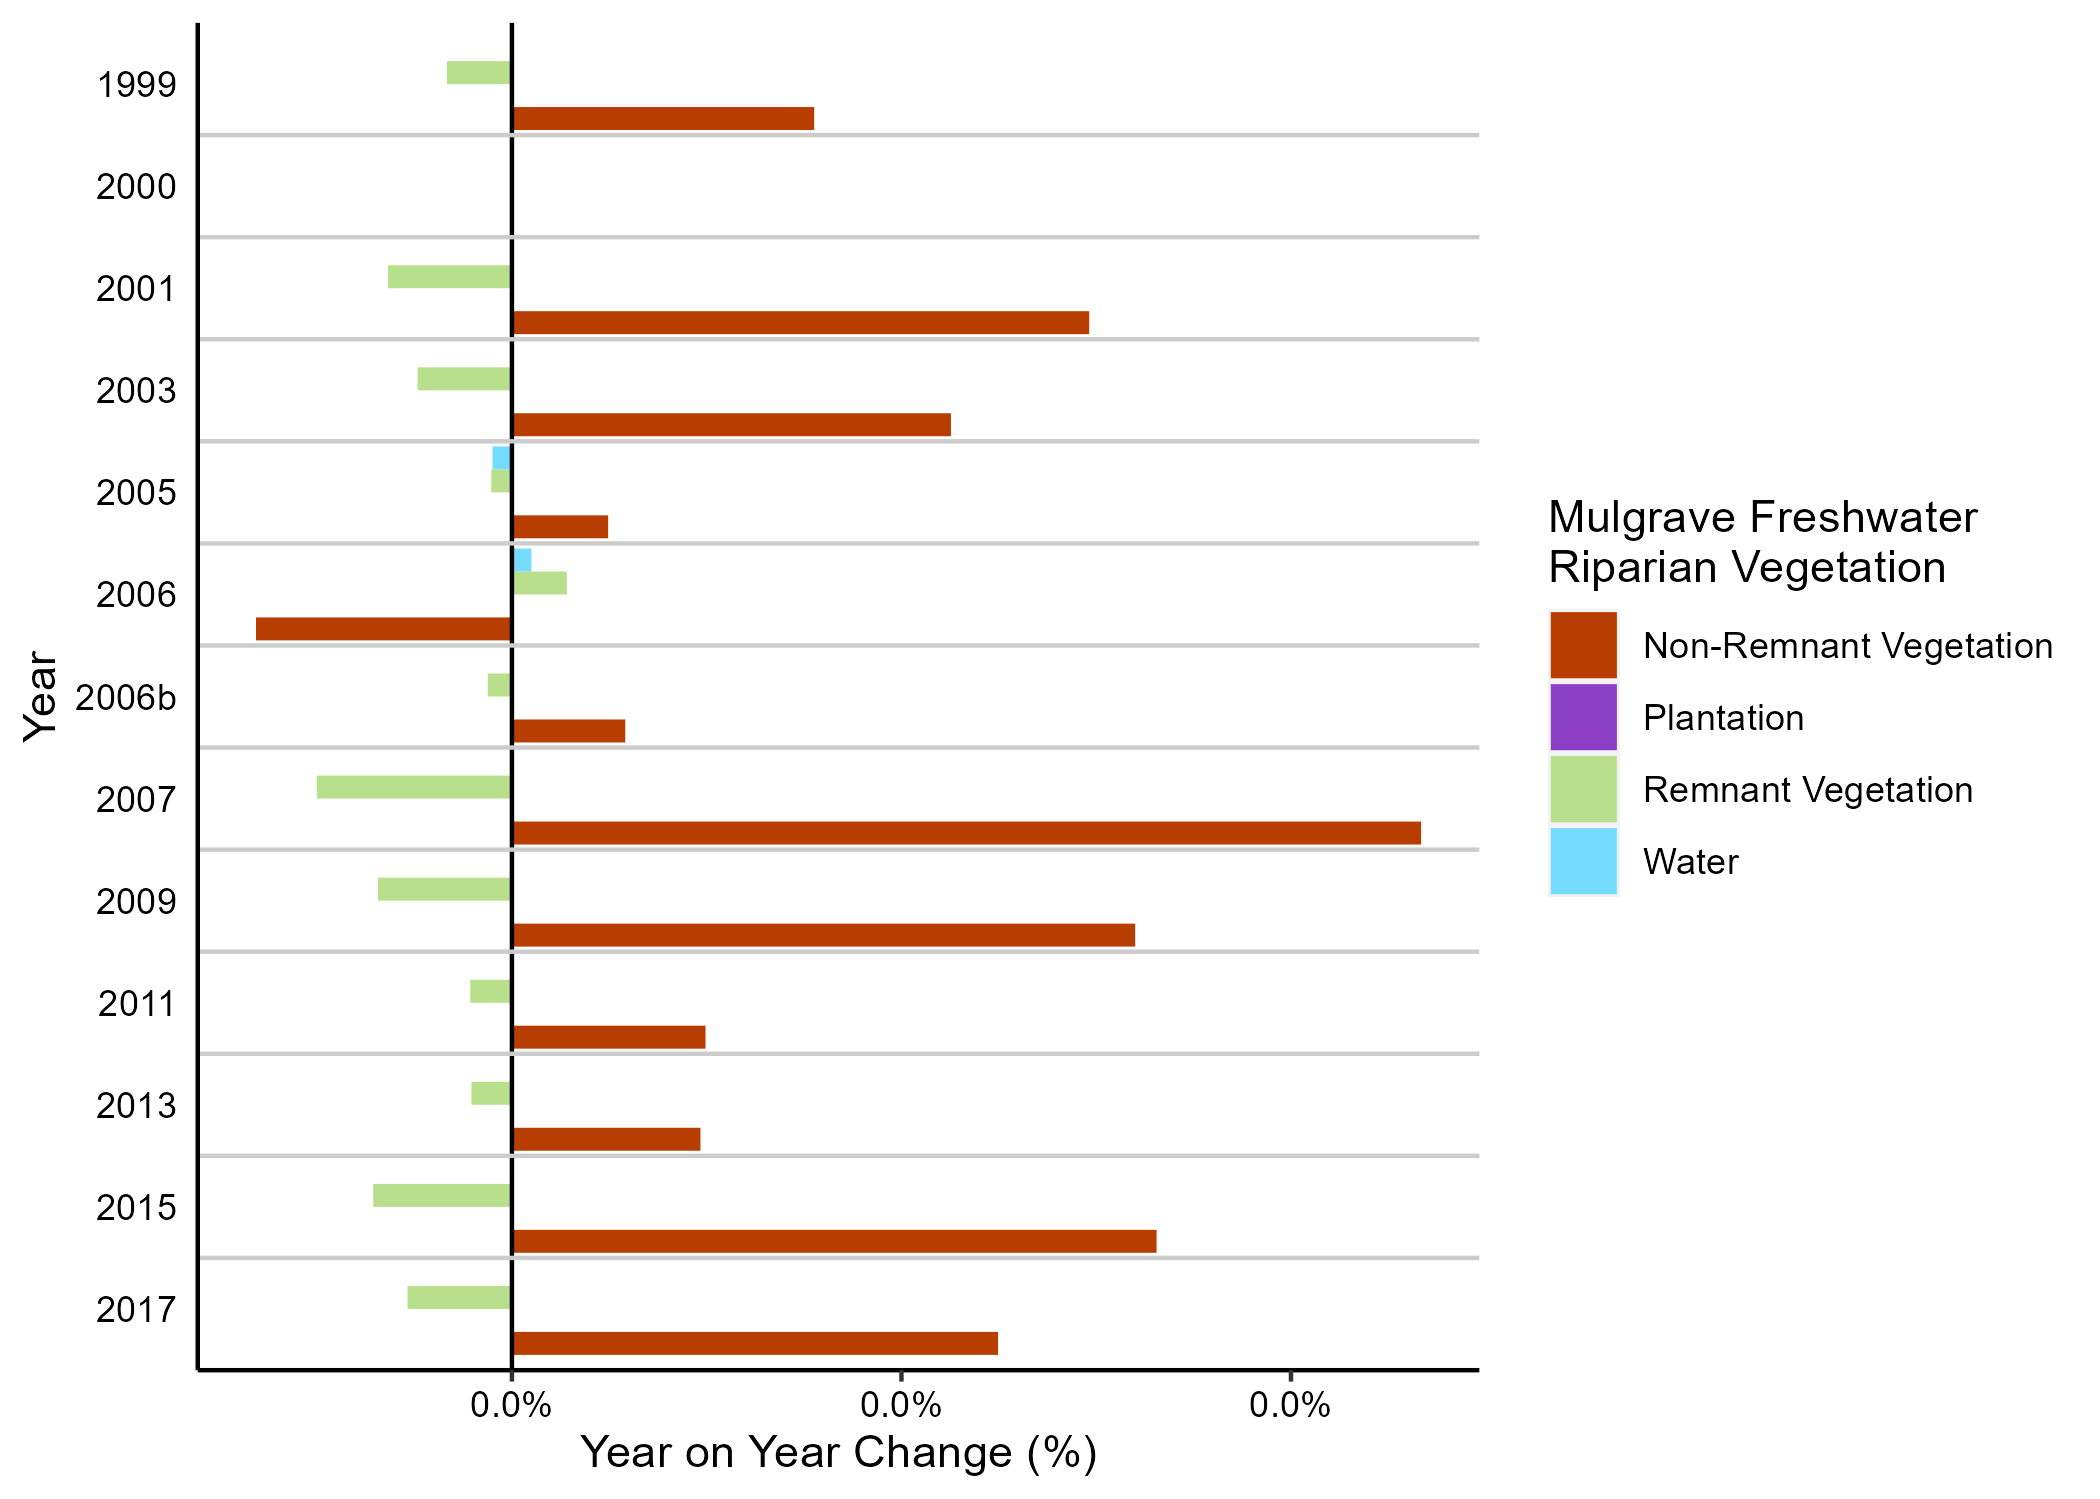 1999
2000
2001
2003
2005
2006
2006b
2007
2009
2011
2013
2015
2017
Year
0.0% 0.0% 0.0%
Year on Year Change (%)
Mulgrave Freshwater
Riparian Vegetation
Non-Remnant Vegetation
Plantation
Remnant Vegetation
Water